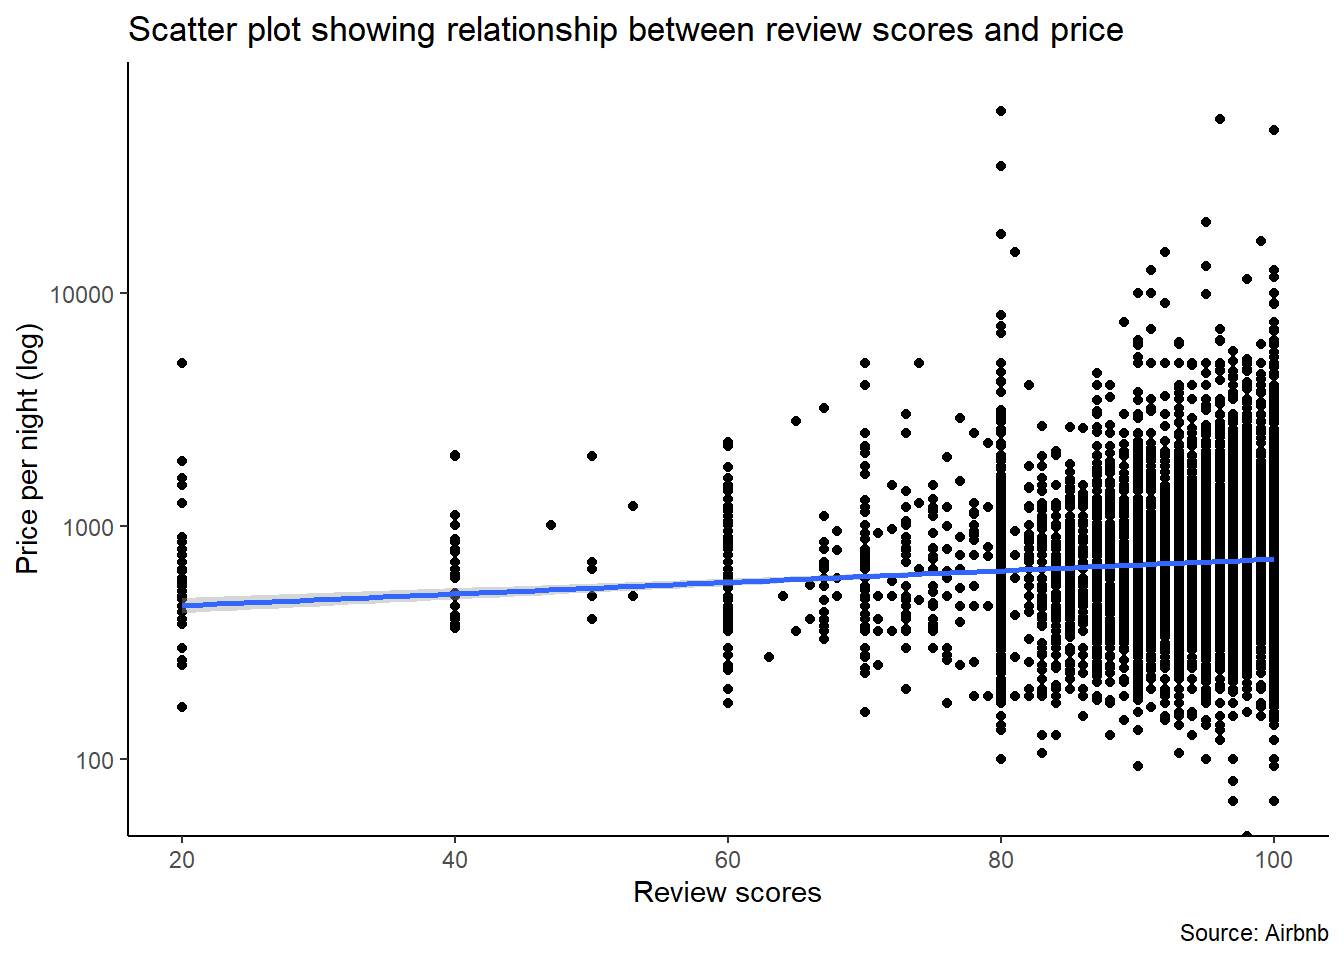 Scatter plot showing relationship between review scores and price
Price per night (log)
10000
1000
100
20 40 60 80 100
Review scores
Source: Airbnb